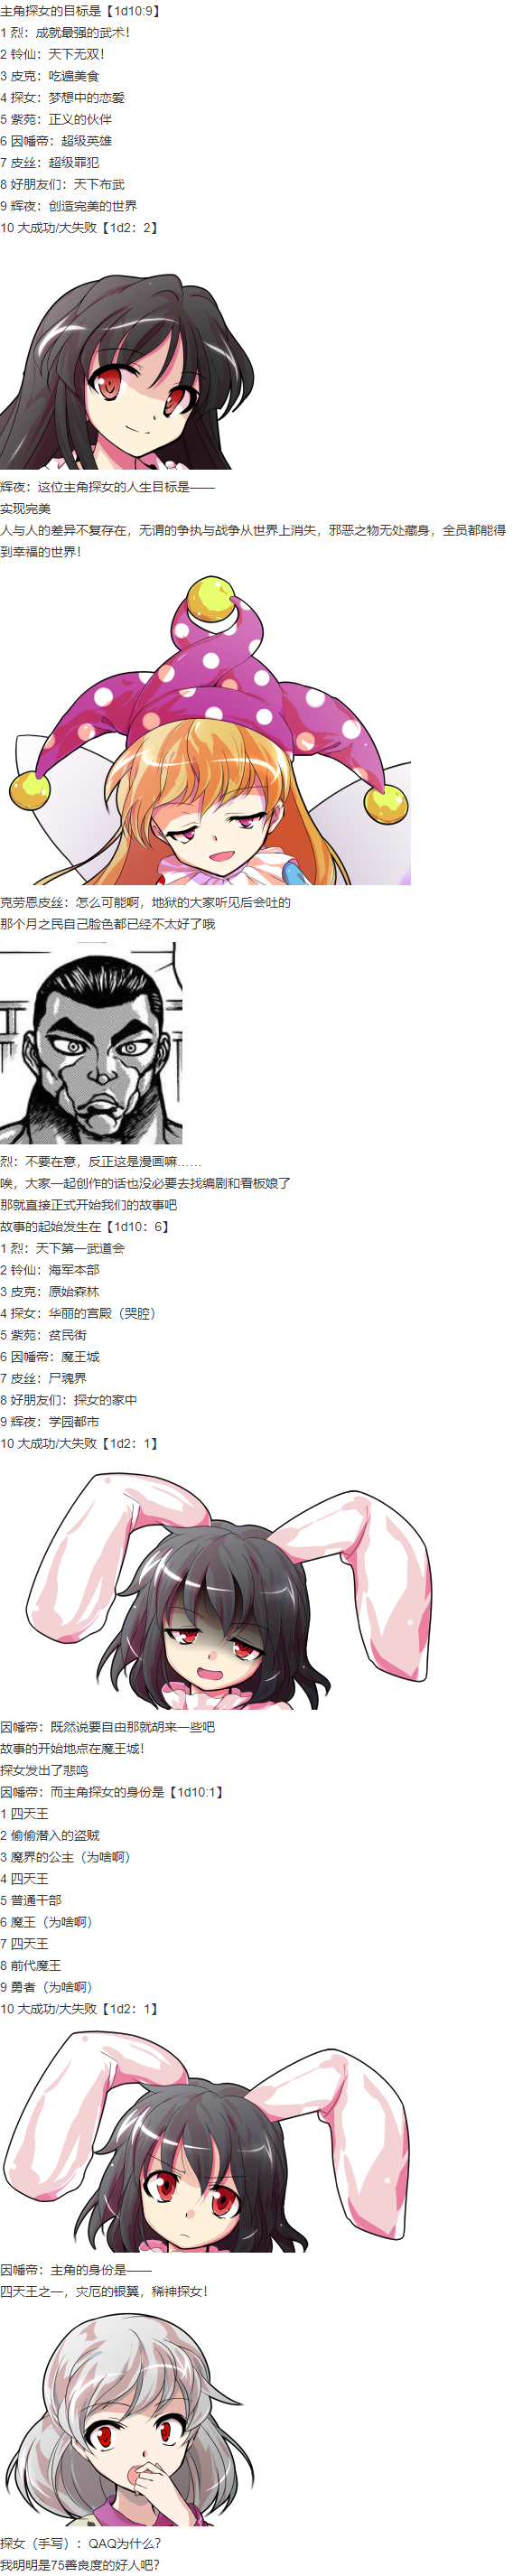 主角探女的目标是【1d10:9】
1 烈：成就最强的武术！
2 铃仙：天下无双！
3 皮克：吃遍美食
4 探女：梦想中的恋爱
5 紫苑：正义的伙伴
6 因幡帝：超级英雄
7 皮丝：超级罪犯
8 好朋友们：天下布武
9 辉夜：创造完美的世界
10 大成功/大失败【1d2：2】
辉夜：这位主角探女的人生目标是——
实现完美
人与人的差异不复存在，无谓的争执与战争从世界上消失，邪恶之物无处藏身，全员都能得
到幸福的世界！
克劳恩皮丝：怎么可能啊，地狱的大家听见后会吐的
那个月之民自己脸色都已经不太好了哦
烈：不要在意，反正这是漫画嘛……
唉，大家一起创作的话也没必要去找编剧和看板娘了
那就直接正式开始我们的故事吧
故事的起始发生在【1d10：6】
1 烈：天下第一武道会
2 铃仙：海军本部
3 皮克：原始森林
4 探女：华丽的宫殿（哭腔）
5 紫苑：贫民街
6 因幡帝：魔王城
7 皮丝：尸魂界
8 好朋友们：探女的家中
9 辉夜：学园都市
10 大成功/大失败【1d2：1】
因幡帝：既然说要自由那就胡来一些吧
故事的开始地点在魔王城！
探女发出了悲鸣
因幡帝：而主角探女的身份是【1d10:1】
1 四天王
2 偷偷潜入的盗贼
3 魔界的公主（为啥啊）
4 四天王
5 普通干部
6 魔王（为啥啊）
7 四天王
8 前代魔王
9 勇者（为啥啊）
10 大成功/大失败【1d2：1】
因幡帝：主角的身份是——
四天王之一，灾厄的银翼，稀神探女！
探女（手写）：QAQ为什么？
我明明是75善良度的好人吧？